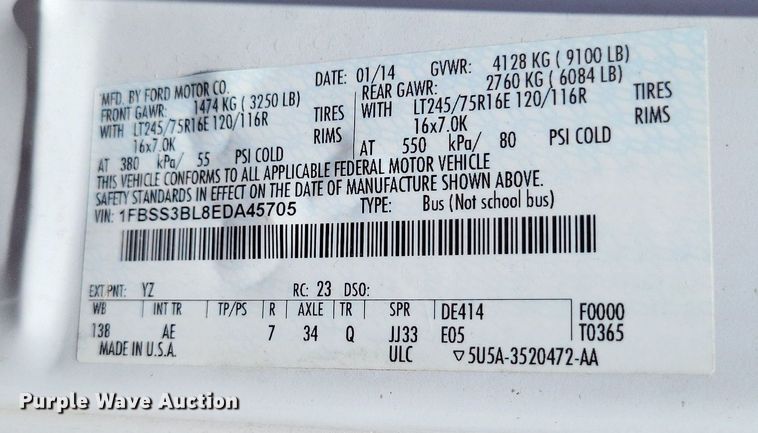 MFD. BY FORD MOTOR CO. DATE: 01/14 GVWR: 4128 KG ( 9100 LB)
FRONT GAWR: 1474 KG ( 3250 LB) REAR GAWR: 2760 KG ( 6084 LB)
WITH LT245/75R16E 120/116R TIRES WITH LT245/75R16E 120/116R TIRES
16x7.0K RIMS 16x7.0K RIMS
AT 380 kPa/ 55 PSI COLD AT 550 kPa/ 80 PSI COLD
THIS VEHICLE CONFORMS TO ALL APPLICABLE FEDERAL MOTOR VEHICLE
SAFETY STANDARDS IN EFFECT ON THE DATE OF MANUFACTURE SHOWN ABOVE.
VIN: 1FBSS3BL8EDA45705 TYPE: Bus (Not school bus)
EXT PNT: YZ RC: 23 DSO:
WB INT TR TP/PS R AXLE TR SPR DE414 F0000
138 AE 7 34 Q JJ33 E05 T0365
MADE IN U.S.A. ULC ▽5U5A-3520472-AA
Purple Wave Auction